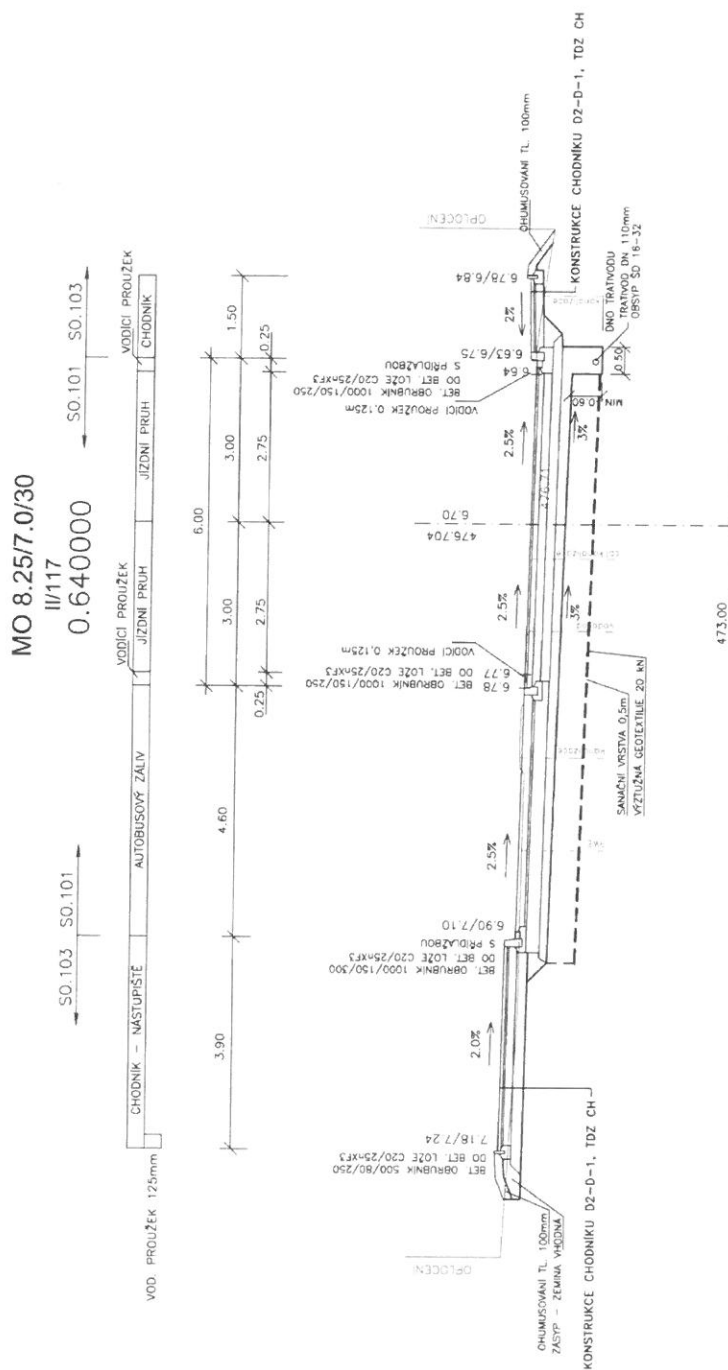 MO 8.25/7.0/30
II/117
0.640000
SO.103
SO.101
SO.101
SO.103
VODÍCÍ PROUŽEK
VODÍCÍ PROUŽEK
CHODNÍK – NÁSTUPIŠTĚ
AUTOBUSOVÝ ZÁLIV
JÍZDNÍ PRUH
JÍZDNÍ PRUH
CHODNÍK
VOD. PROUŽEK 125mm
6.00
3.90
4.60
3.00
3.00
1.50
0.25
2.75
2.75
0.25
OPLOCENÍ
BET OBRUBNÍK 500/80/250
DO BET. LOŽE C20/25nXF3
7.18/7.24
2.0%
BET. OBRUBNÍK 1000/150/300
DO BET. LOŽE C20/25nXF3
S PŘÍDLAŽBOU
6.90/7.10
2.5%
BET. OBRUBNÍK 1000/150/250
DO BET. LOŽE C20/25nXF3
6.78
6.77
VODÍCÍ PROUŽEK 0.125m
2.5%
476.704
6.70
476.71
2.5%
VODÍCÍ PROUŽEK 0.125m
BET. OBRUBNÍK 1000/150/250
DO BET. LOŽE C20/25nXF3
S PŘÍDLAŽBOU
6.64
6.63/6.75
2%
6.78/6.84
OPLOCENÍ
OHUMUSOVÁNÍ TL. 100mm
KONSTRUKCE CHODNÍKU D2-D-1, TDZ CH
3%
3%
MIN 0.60
0.50
DNO TRATIVODU
TRATIVOD DN 110mm
OBSYP ŠD 16-32
OHUMUSOVÁNÍ TL. 100mm
ZÁSYP – ZEMINA VHODNÁ
KONSTRUKCE CHODNÍKU D2-D-1, TDZ CH
SANAČNÍ VRSTVA 0,5m
VÝZTUŽNÁ GEOTEXTILIE 20 kN
473.00